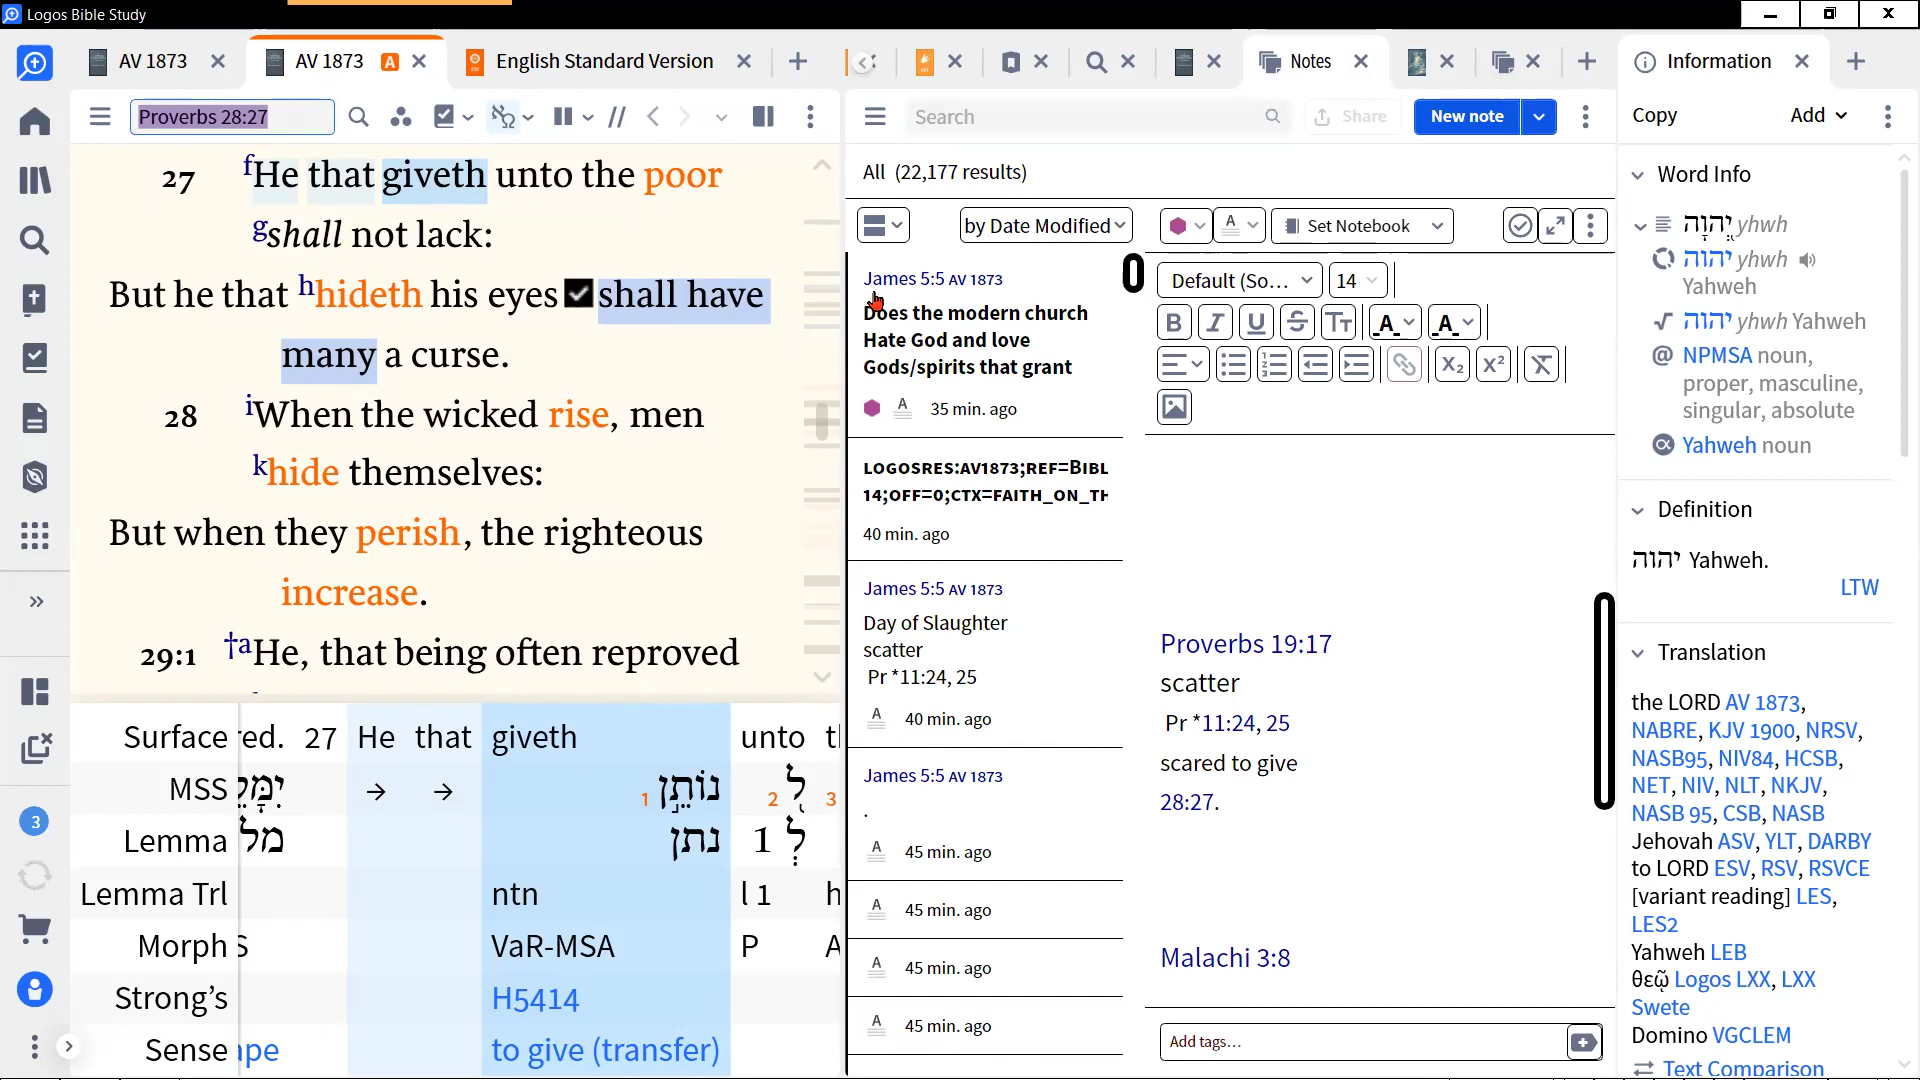 Logos Bible Study
AV 1873
AV 1873 A
English Standard Version
Notes
Information
Proverbs 28:27
Search
Share
New note
Copy
Add
27 fHe that giveth unto the poor
gshall not lack:
But he that hhideth his eyes shall have
many a curse.
28 iWhen the wicked rise, men
khide themselves:
But when they perish, the righteous
increase.
29:1 †aHe, that being often reproved
Surface red. 27 He that giveth unto
MSS → → 1 נוֹתֵ֣ן 2 3
Lemma נתן 1 לְ
Lemma Trl ntn l 1 h
Morph S VaR-MSA P A
Strong's H5414
Sense ape to give (transfer)
3
All (22,177 results)
by Date Modified
A
Set Notebook
James 5:5 AV 1873
Does the modern church
Hate God and love
Gods/spirits that grant
A 35 min. ago
LOGOSRES:AV1873;REF=BIBL
14;OFF=0;CTX=FAITH_ON_TH
40 min. ago
James 5:5 AV 1873
Day of Slaughter
scatter
Pr *11:24, 25
A 40 min. ago
James 5:5 AV 1873
.
A 45 min. ago
A 45 min. ago
A 45 min. ago
A 45 min. ago
Default (So... 14
B I U S TT A A
X2 X2
Proverbs 19:17
scatter
Pr *11:24, 25
scared to give
28:27.
Malachi 3:8
Add tags...
Word Info
יְֽהוָ֖ה yhwh
יהוה yhwh
Yahweh
יהוה yhwh Yahweh
@ NPMSA noun,
proper, masculine,
singular, absolute
Yahweh noun
Definition
יהוה Yahweh.
LTW
Translation
the LORD AV 1873,
NABRE, KJV 1900, NRSV,
NASB95, NIV84, HCSB,
NET, NIV, NLT, NKJV,
NASB 95, CSB, NASB
Jehovah ASV, YLT, DARBY
to LORD ESV, RSV, RSVCE
[variant reading] LES,
LES2
Yahweh LEB
θεῷ Logos LXX, LXX
Swete
Domino VGCLEM
Text Comparison